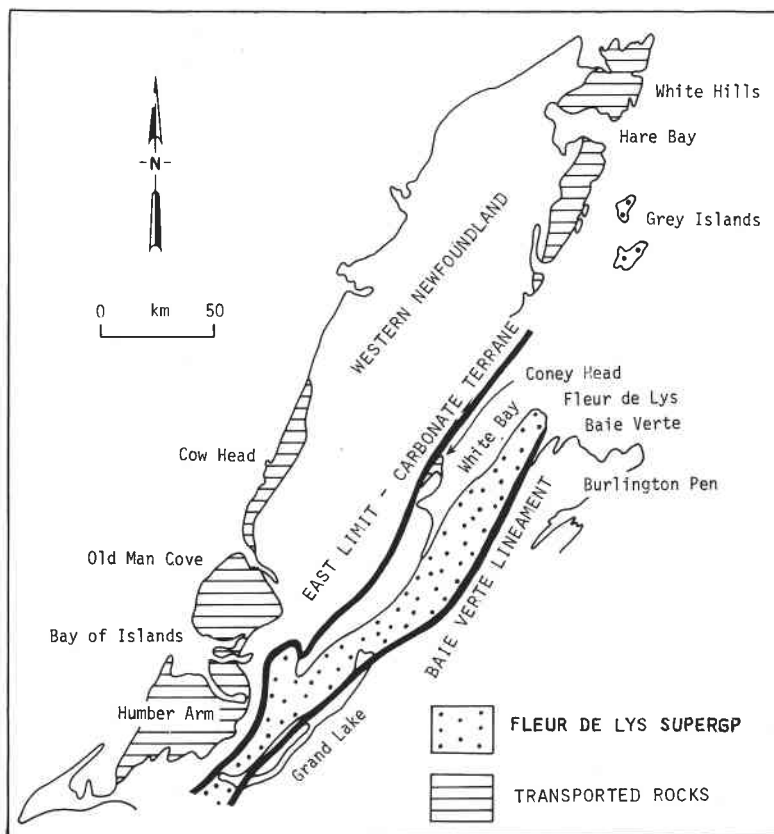 White Hills
Hare Bay
-N-
Grey Islands
0 km 50
WESTERN NEWFOUNDLAND
Coney Head
Fleur de Lys
Baie Verte
White Bay
Cow Head
Burlington Pen
EAST LIMIT - CARBONATE TERRANE
Old Man Cove
BAIE VERTE LINEAMENT
Bay of Islands
Humber Arm
Grand Lake
FLEUR DE LYS SUPERGP
TRANSPORTED ROCKS